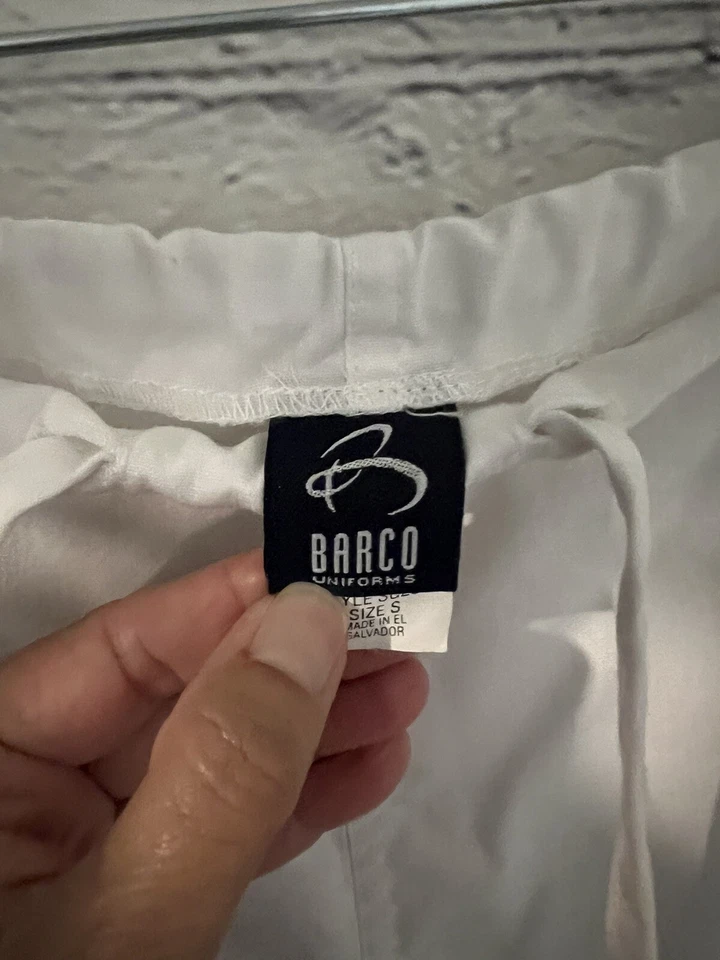 BARCO
UNIFORMS
SIZE S
MADE IN EL
SALVADOR